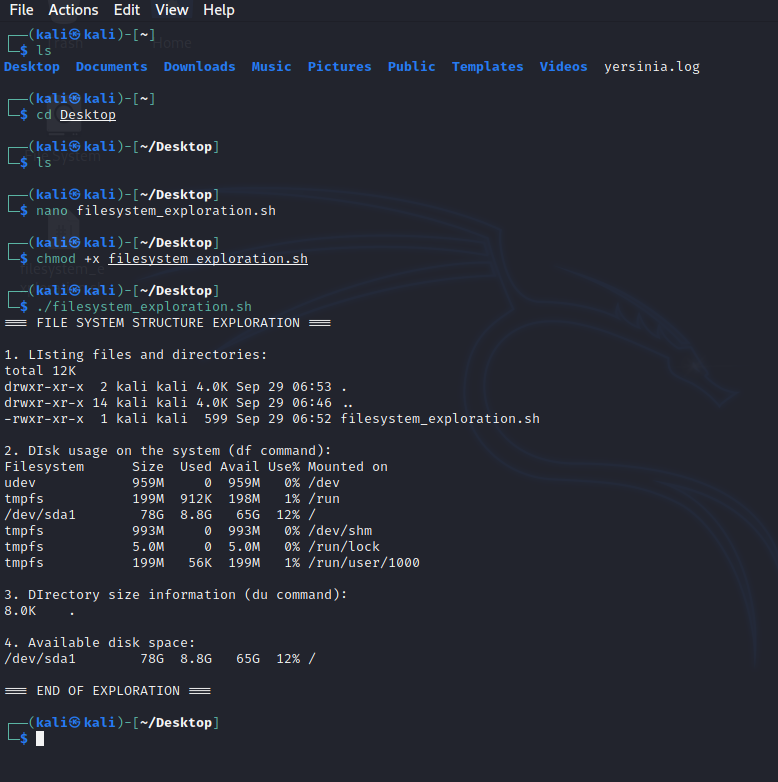 File Actions Edit View Help
┌──(kali㉿kali)-[~]
└─$ ls
Desktop Documents Downloads Music Pictures Public Templates Videos yersinia.log
┌──(kali㉿kali)-[~]
└─$ cd Desktop
┌──(kali㉿kali)-[~/Desktop]
└─$ ls
┌──(kali㉿kali)-[~/Desktop]
└─$ nano filesystem_exploration.sh
┌──(kali㉿kali)-[~/Desktop]
└─$ chmod +x filesystem_exploration.sh
┌──(kali㉿kali)-[~/Desktop]
└─$ ./filesystem_exploration.sh
=== FILE SYSTEM STRUCTURE EXPLORATION ===
1. LIsting files and directories:
total 12K
drwxr-xr-x  2 kali kali 4.0K Sep 29 06:53 .
drwxr-xr-x 14 kali kali 4.0K Sep 29 06:46 ..
-rwxr-xr-x  1 kali kali  599 Sep 29 06:52 filesystem_exploration.sh
2. DIsk usage on the system (df command):
Filesystem      Size  Used Avail Use% Mounted on
udev            959M     0  959M   0% /dev
tmpfs           199M  912K  198M   1% /run
/dev/sda1        78G  8.8G   65G  12% /
tmpfs           993M     0  993M   0% /dev/shm
tmpfs           5.0M     0  5.0M   0% /run/lock
tmpfs           199M   56K  199M   1% /run/user/1000
3. DIrectory size information (du command):
8.0K    .
4. Available disk space:
/dev/sda1        78G  8.8G   65G  12% /
=== END OF EXPLORATION ===
┌──(kali㉿kali)-[~/Desktop]
└─$